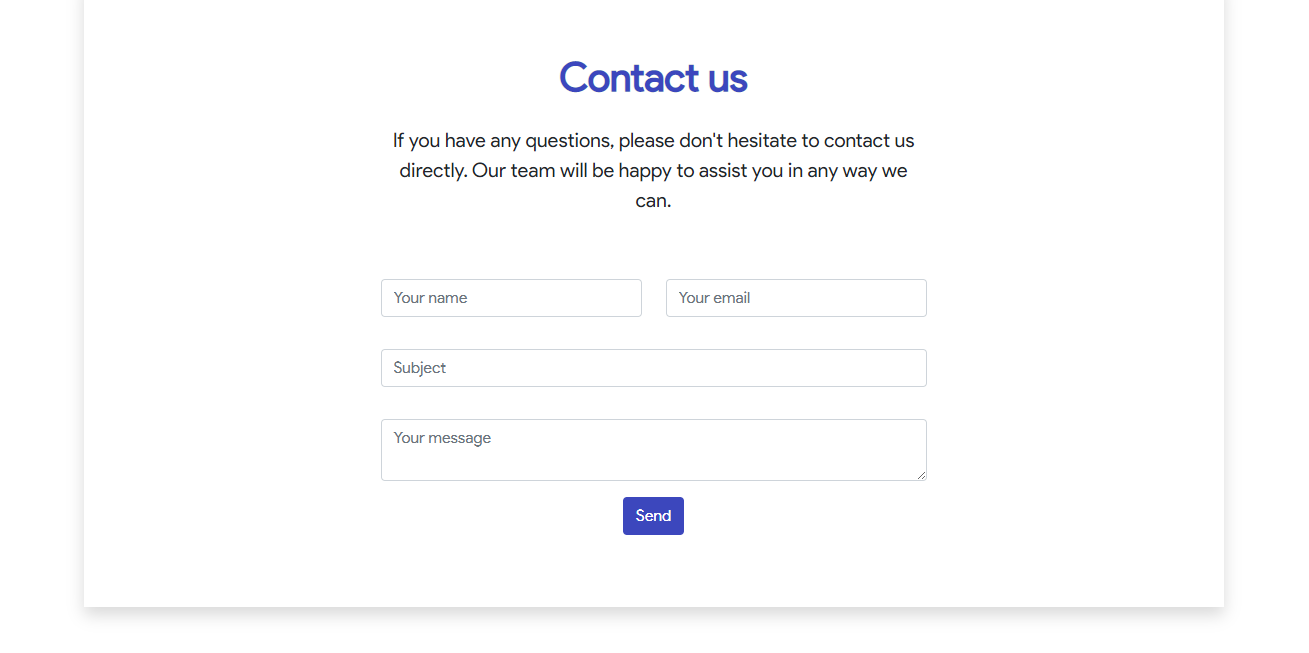 Contact us
If you have any questions, please don't hesitate to contact us
directly. Our team will be happy to assist you in any way we
can.
Your name
Your email
Subject
Your message
Send